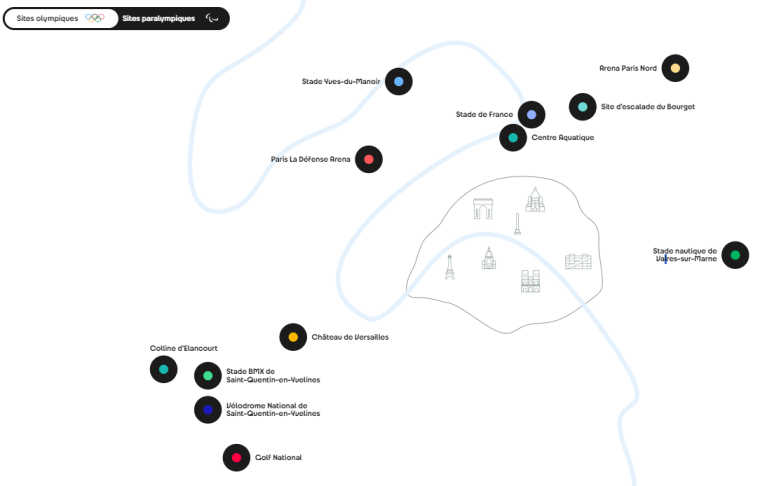 Sites olympiques
Sites paralympiques
Arena Paris Nord
Stade Yves-du-Manoir
Site d'escalade du Bourget
Stade de France
Centre Aquatique
Paris La Défense Arena
Stade nautique de
Vaires-sur-Marne
Château de Versailles
Colline d'Elancourt
Stade BMX de
Saint-Quentin-en-Yvelines
Vélodrome National de
Saint-Quentin-en-Yvelines
Golf National